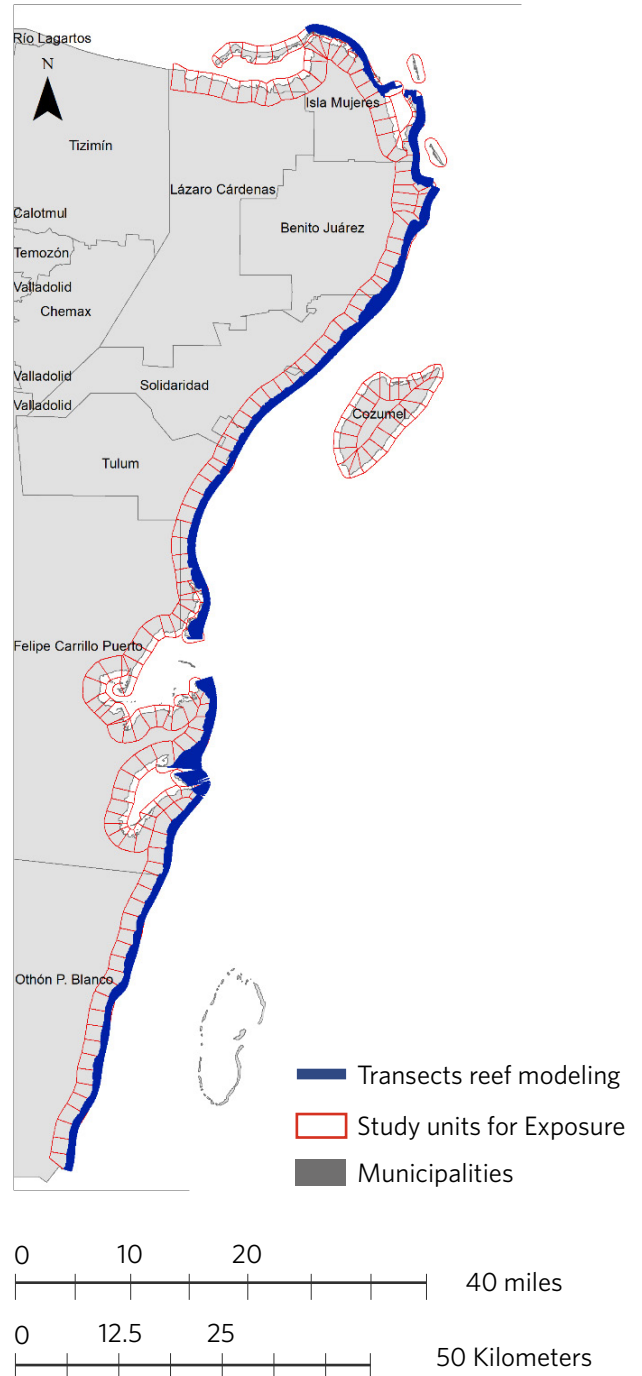 Río Lagartos
N
Isla Mujeres
Tizimín
Lázaro Cárdenas
Calotmul
Benito Juárez
Temozón
Valladolid
Chemax
Valladolid
Solidaridad
Valladolid
Cozumel
Tulum
Felipe Carrillo Puerto
Othón P. Blanco
Transects reef modeling
Study units for Exposure
Municipalities
0 10 20
40 miles
0 12.5 25
50 Kilometers